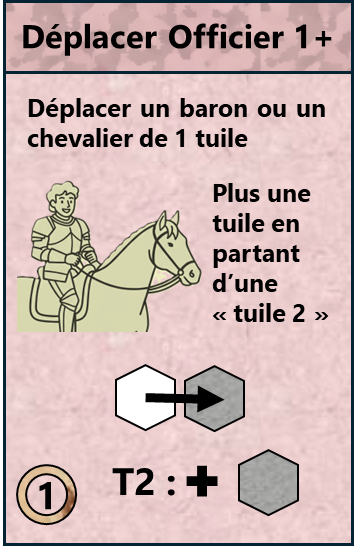 Déplacer Officier 1+
Déplacer un baron ou un
chevalier de 1 tuile
Plus une
tuile en
partant
d’une
« tuile 2 »
T2 : +
1